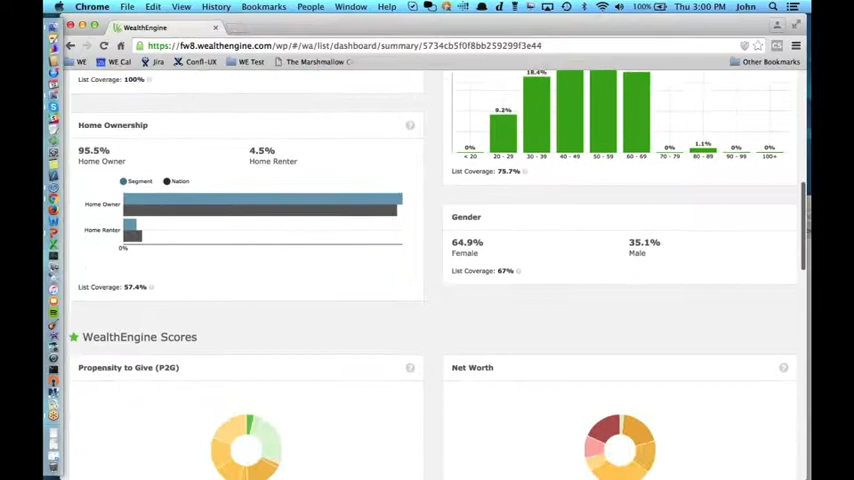 Chrome File Edit View History Bookmarks People Window Help 100% Thu 3:00 PM John
WealthEngine
https://fw8.wealthengine.com/wp/#/wa/list/dashboard/summary/5734cb5f0f8bb259299f3e44
WE WE Cal Jira Confl-UX WE Test The Marshmallow Other Bookmarks
List Coverage: 100%
Home Ownership
95.5% 4.5%
Home Owner Home Renter
Segment Nation
Home Owner
Home Renter
0%
List Coverage: 57.4%
18.4%
9.2%
0% 0% 1.1% 0% 0%
< 20 20 - 29 30 - 39 40 - 49 50 - 59 60 - 69 70 - 79 80 - 89 90 - 99 100+
List Coverage: 75.7%
Gender
64.9% 35.1%
Female Male
List Coverage: 67%
WealthEngine Scores
Propensity to Give (P2G)
Net Worth